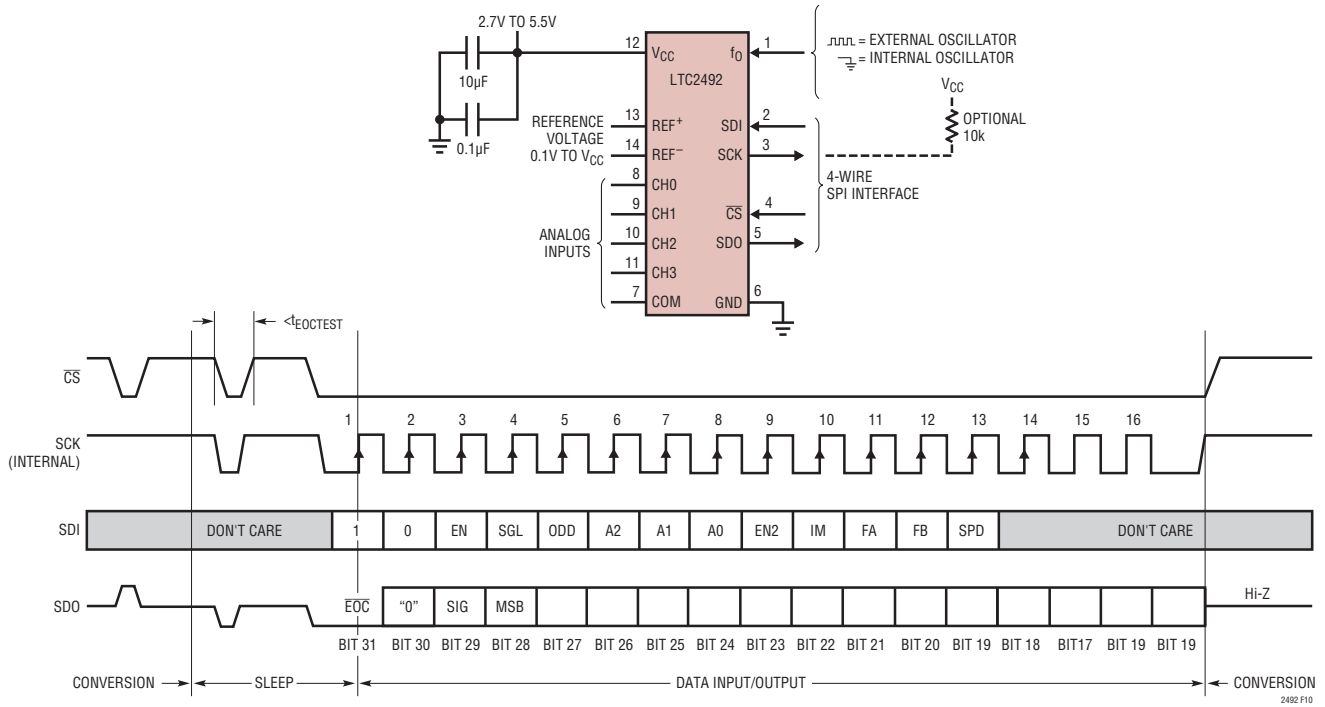 2.7V TO 5.5V
10µF
0.1µF
REFERENCE
VOLTAGE
0.1V TO VCC
ANALOG
INPUTS
12 VCC
13 REF+
14 REF−
8 CH0
9 CH1
10 CH2
11 CH3
7 COM
LTC2492
fO 1
SDI 2
SCK 3
CS 4
SDO 5
GND 6
= EXTERNAL OSCILLATOR
= INTERNAL OSCILLATOR
VCC
OPTIONAL
10k
4-WIRE
SPI INTERFACE
<tEOCTEST
CS
1 2 3 4 5 6 7 8 9 10 11 12 13 14 15 16
SCK
(INTERNAL)
SDI DON'T CARE 1 0 EN SGL ODD A2 A1 A0 EN2 IM FA FB SPD DON'T CARE
SDO EOC “0” SIG MSB Hi-Z
BIT 31 BIT 30 BIT 29 BIT 28 BIT 27 BIT 26 BIT 25 BIT 24 BIT 23 BIT 22 BIT 21 BIT 20 BIT 19 BIT 18 BIT17 BIT 19 BIT 19
CONVERSION SLEEP DATA INPUT/OUTPUT CONVERSION
2492 F10